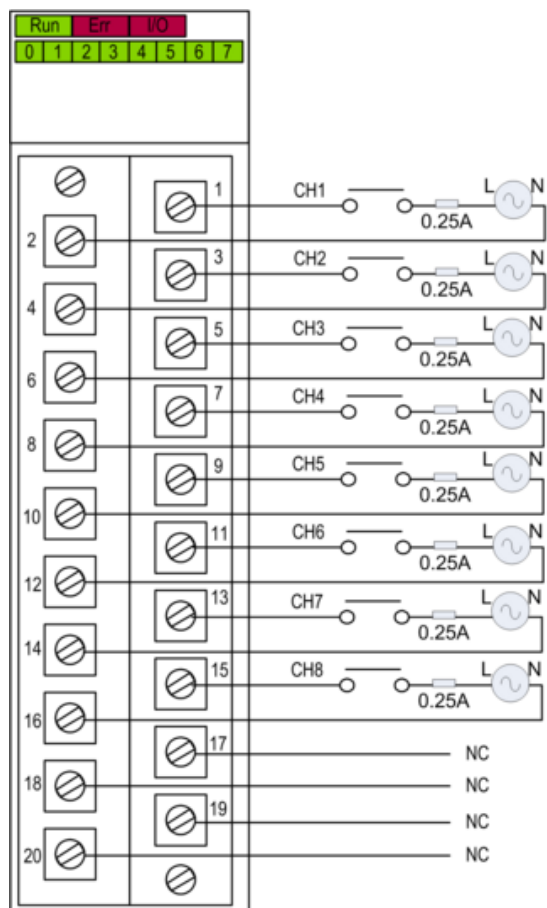 Run Err I/O
0 1 2 3 4 5 6 7
1 CH1 L N
0.25A
2
3 CH2 L N
0.25A
4
5 CH3 L N
0.25A
6
7 CH4 L N
0.25A
8
9 CH5 L N
0.25A
10
11 CH6 L N
0.25A
12
13 CH7 L N
0.25A
14
15 CH8 L N
0.25A
16
17 NC
18 NC
19 NC
20 NC